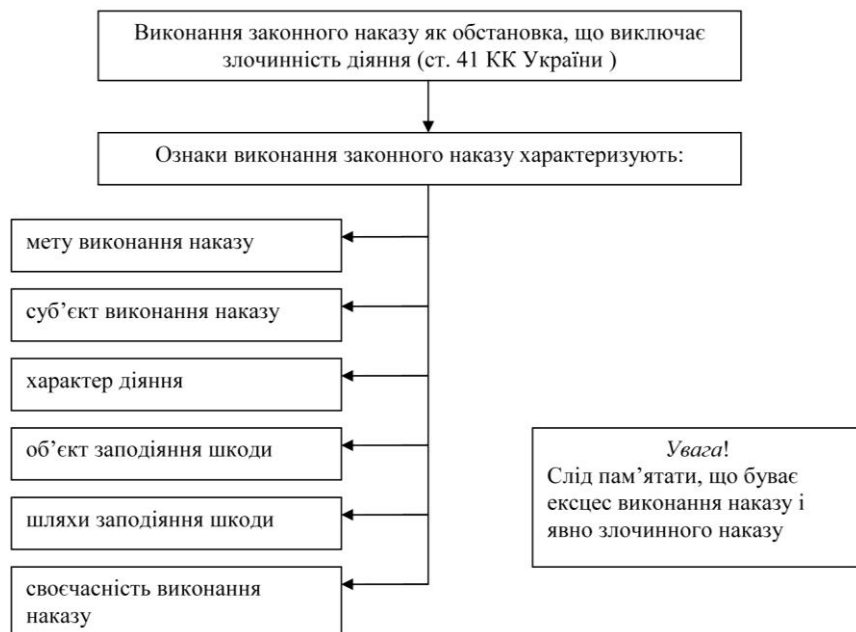 Виконання законного наказу як обстановка, що виключає
злочинність діяння (ст. 41 КК України )
Ознаки виконання законного наказу характеризують:
мету виконання наказу
суб’єкт виконання наказу
характер діяння
об’єкт заподіяння шкоди
шляхи заподіяння шкоди
своєчасність виконання
наказу
Увага!
Слід пам’ятати, що буває
ексцес виконання наказу і
явно злочинного наказу